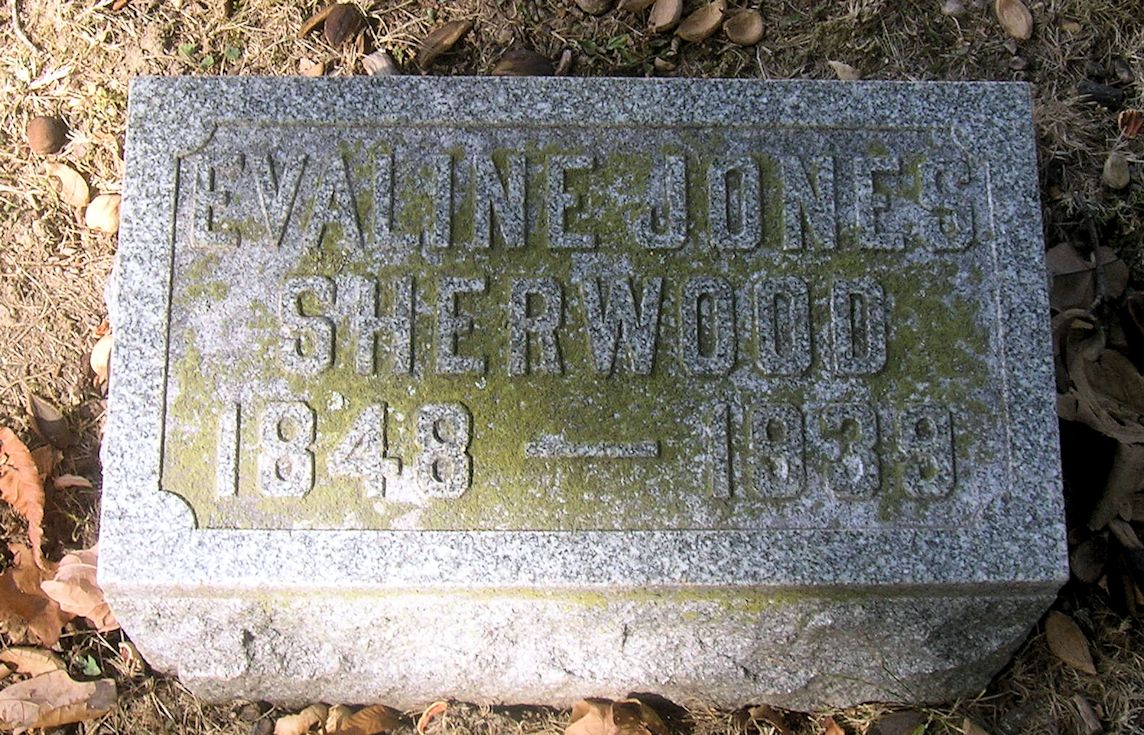 EVALINE JONES
SHERWOOD
1848 — 1939